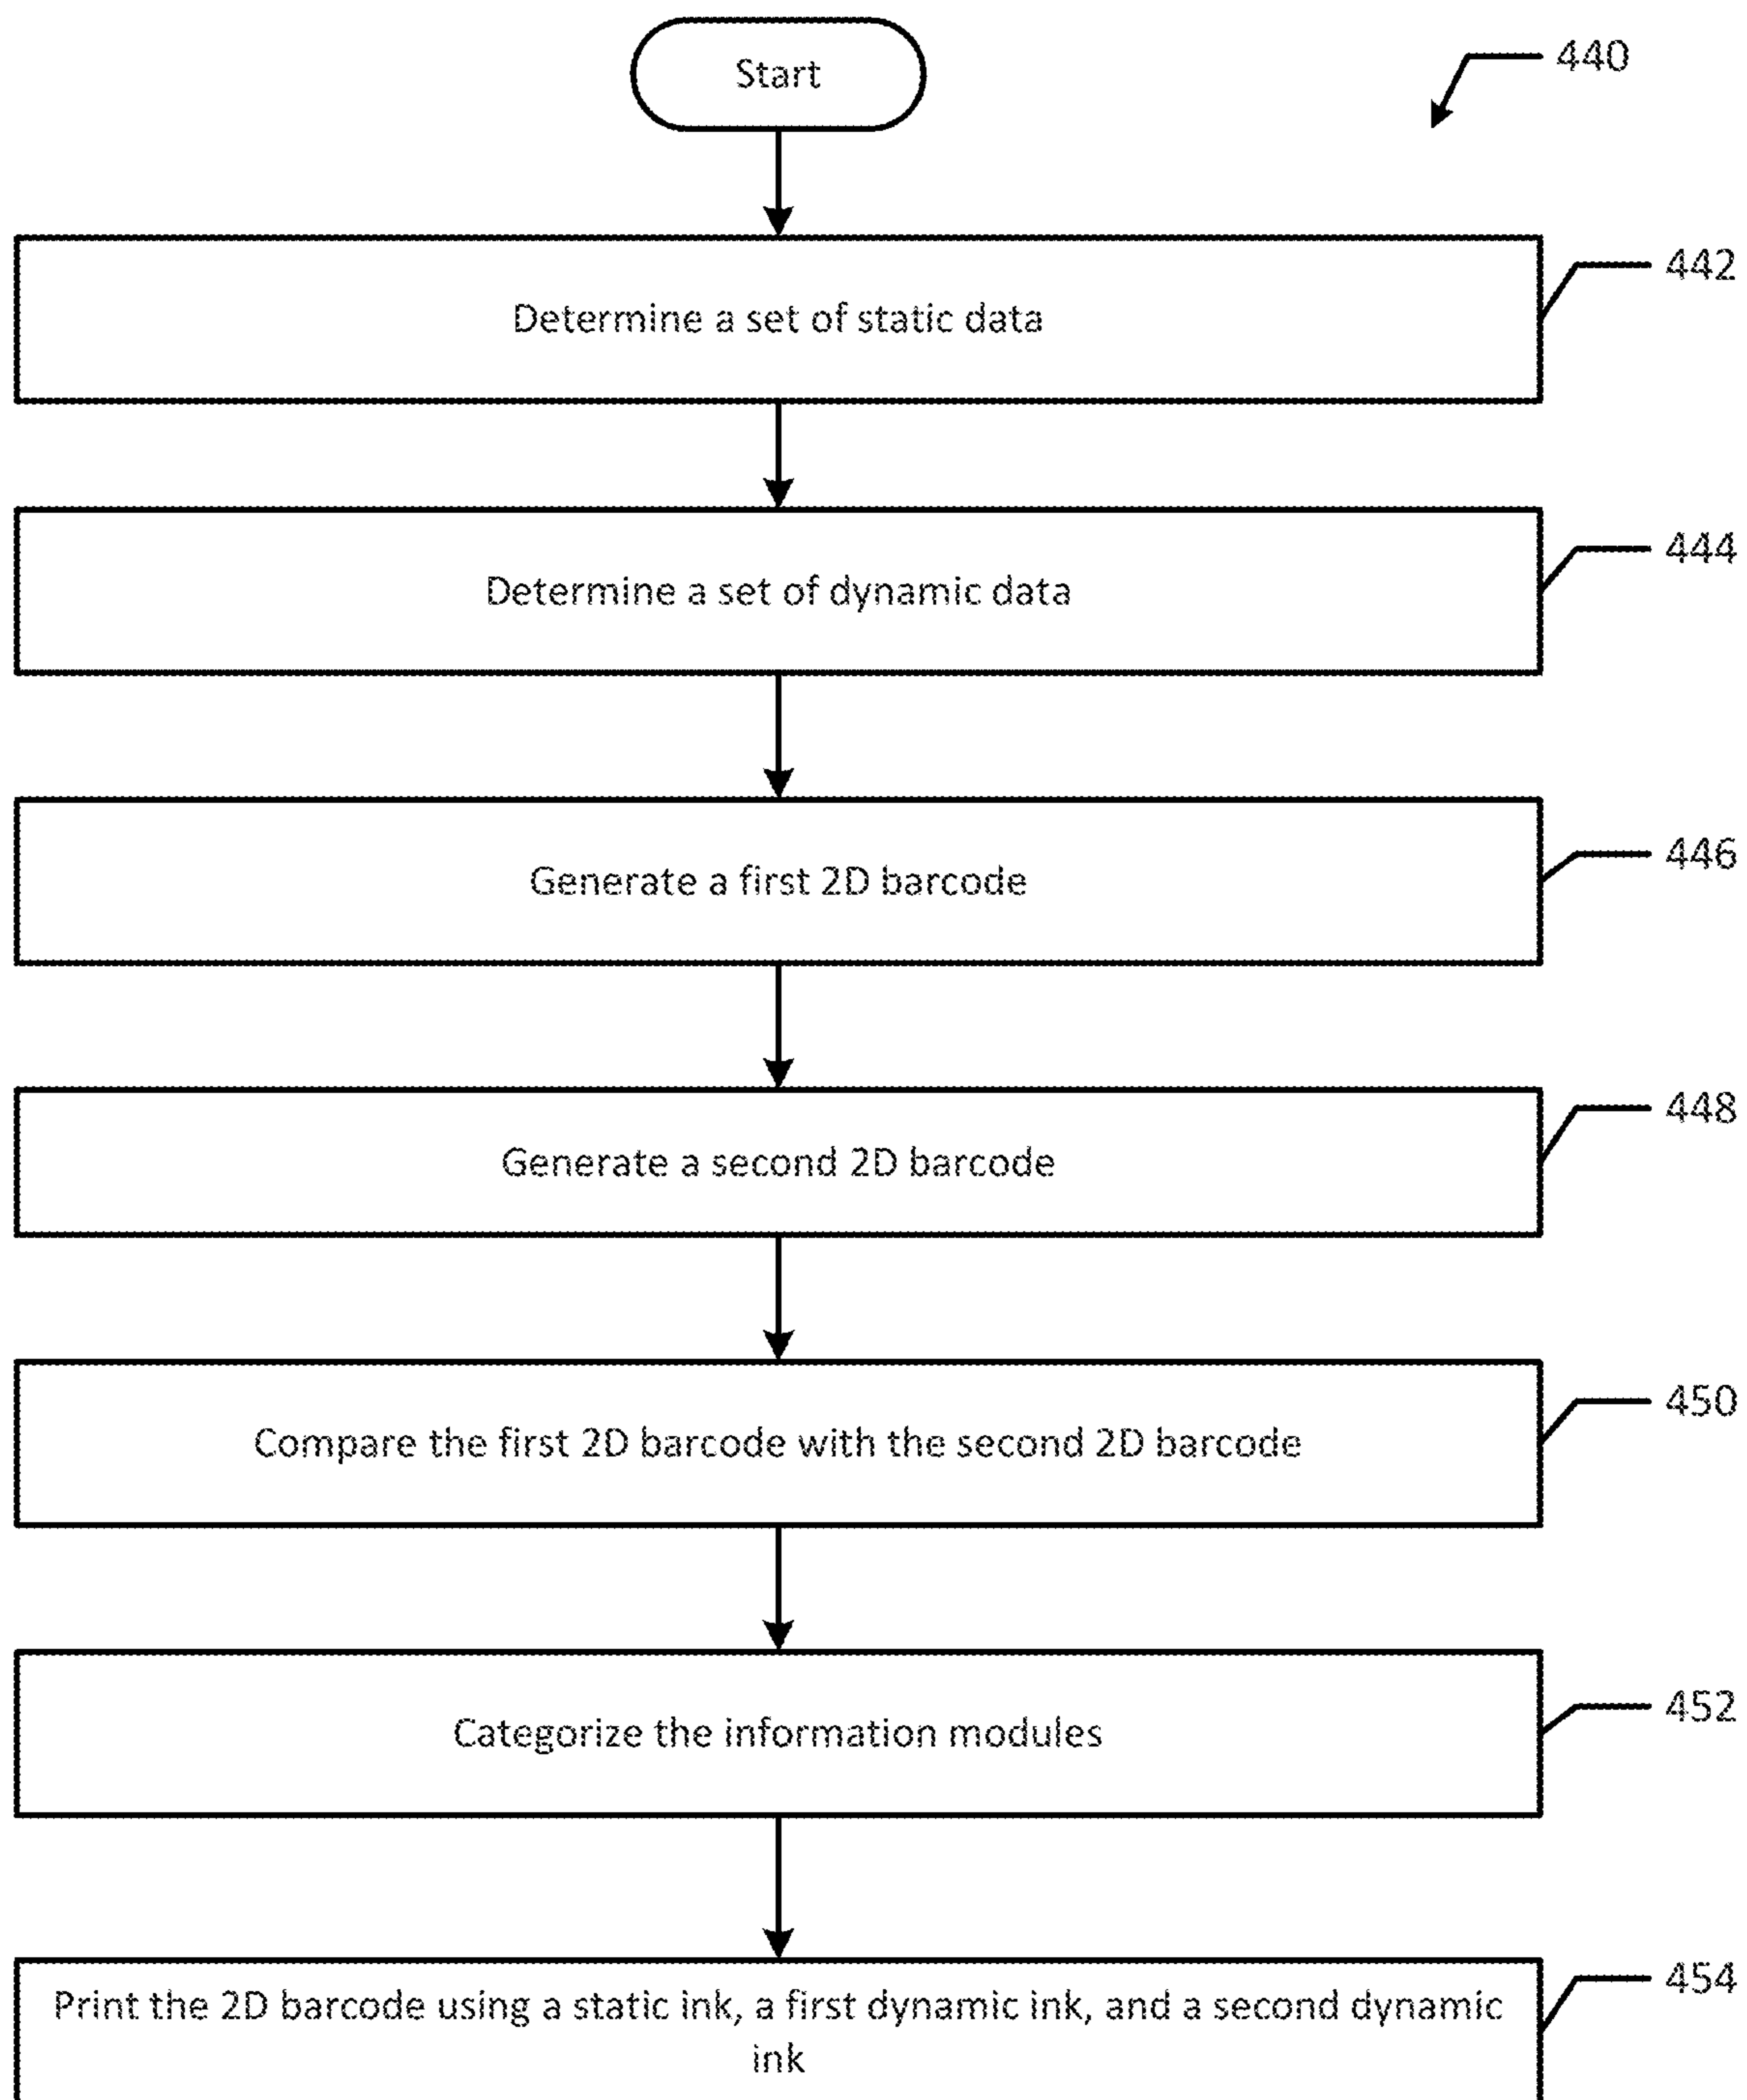 Start
440
Determine a set of static data
442
Determine a set of dynamic data
444
Generate a first 2D barcode
446
Generate a second 2D barcode
448
Compare the first 2D barcode with the second 2D barcode
450
Categorize the information modules
452
Print the 2D barcode using a static ink, a first dynamic ink, and a second dynamic
ink
454